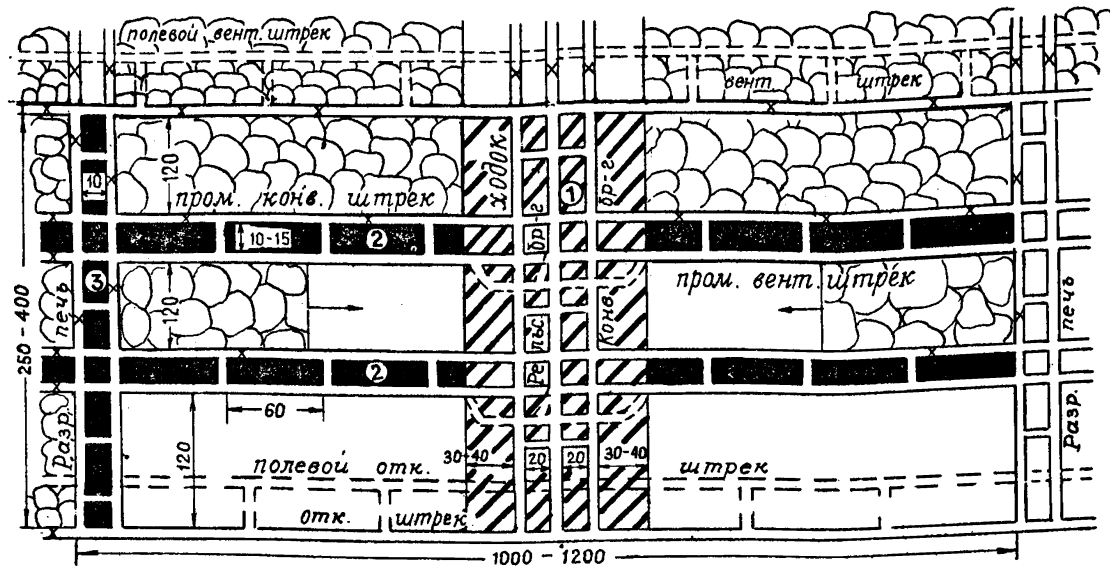 полевой вент. штрек
вент. штрек
120
10
ходок
1
бр-г
пром. конв. штрек
10-15
2
бр-г
3
120
пром. вент. штрек
печь
Рельс.
Конв.
печь
250-400
2
60
Разр.
120
30-40
20
20
30-40
Разр.
полевой отк. штрек
отк. штрек
1000-1200